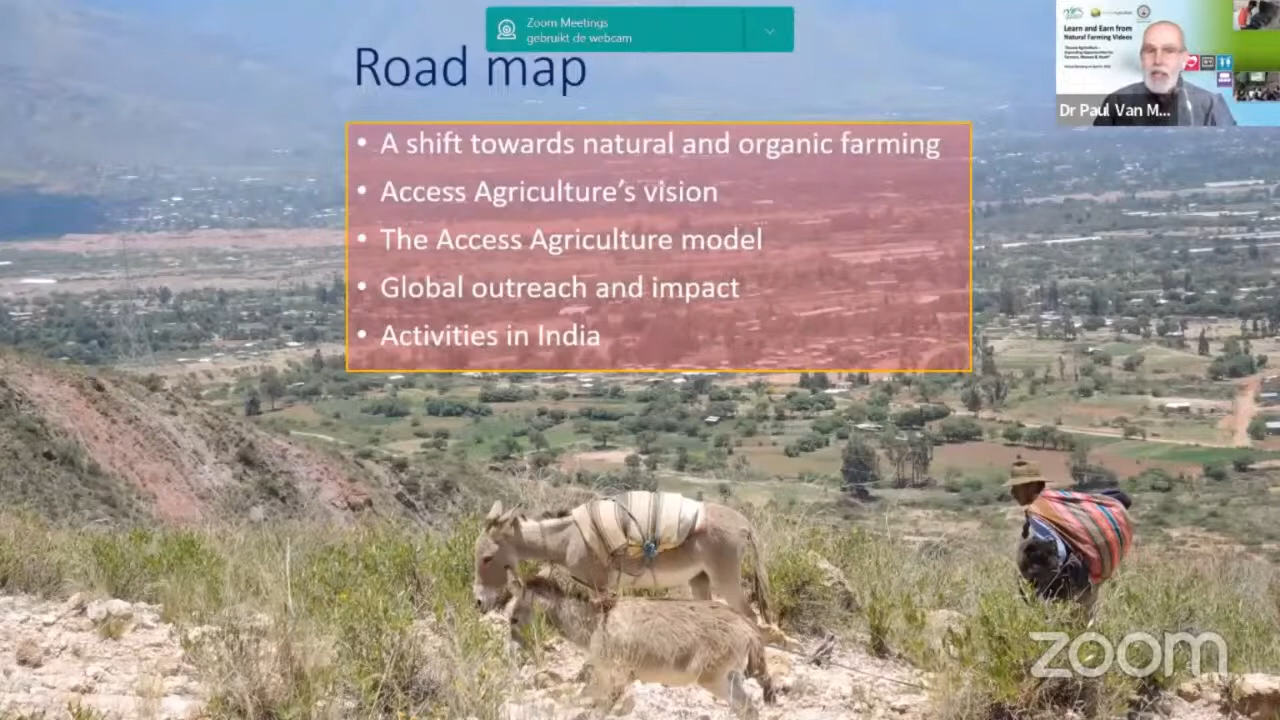 Zoom Meetings
gebruikt de webcam
Road map
• A shift towards natural and organic farming
• Access Agriculture's vision
• The Access Agriculture model
• Global outreach and impact
• Activities in India
Learn and Earn from
Natural Farming Videos
Dr Paul Van M...
zoom